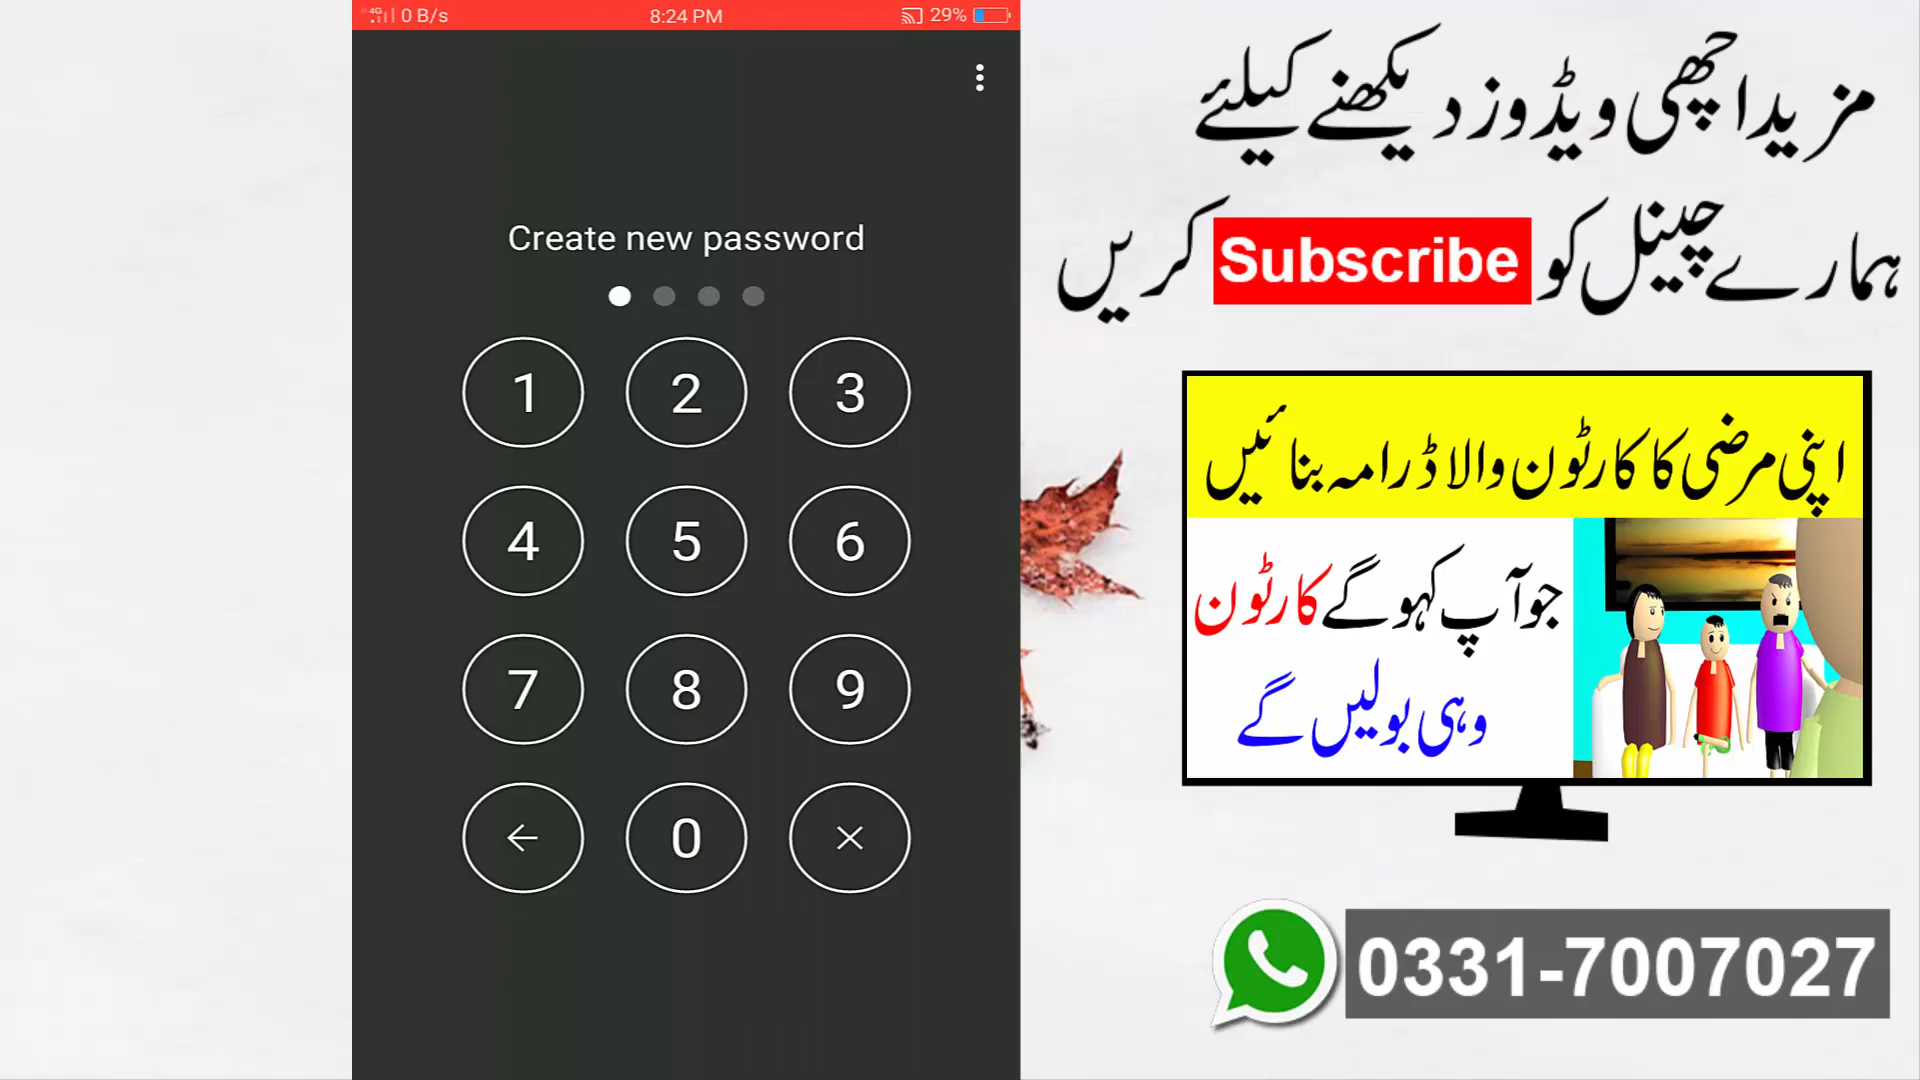 4G 0 B/s 8:24 PM 29%
Create new password
1 2 3
4 5 6
7 8 9
0
مزید اچھی ویڈوز دیکھنے کیلئے
ہمارے چینل کو Subscribe کریں
اپنی مرضی کا کارٹون والا ڈرامہ بنائیں
جو آپ کہو گے کارٹون
وہی بولیں گے
0331-7007027